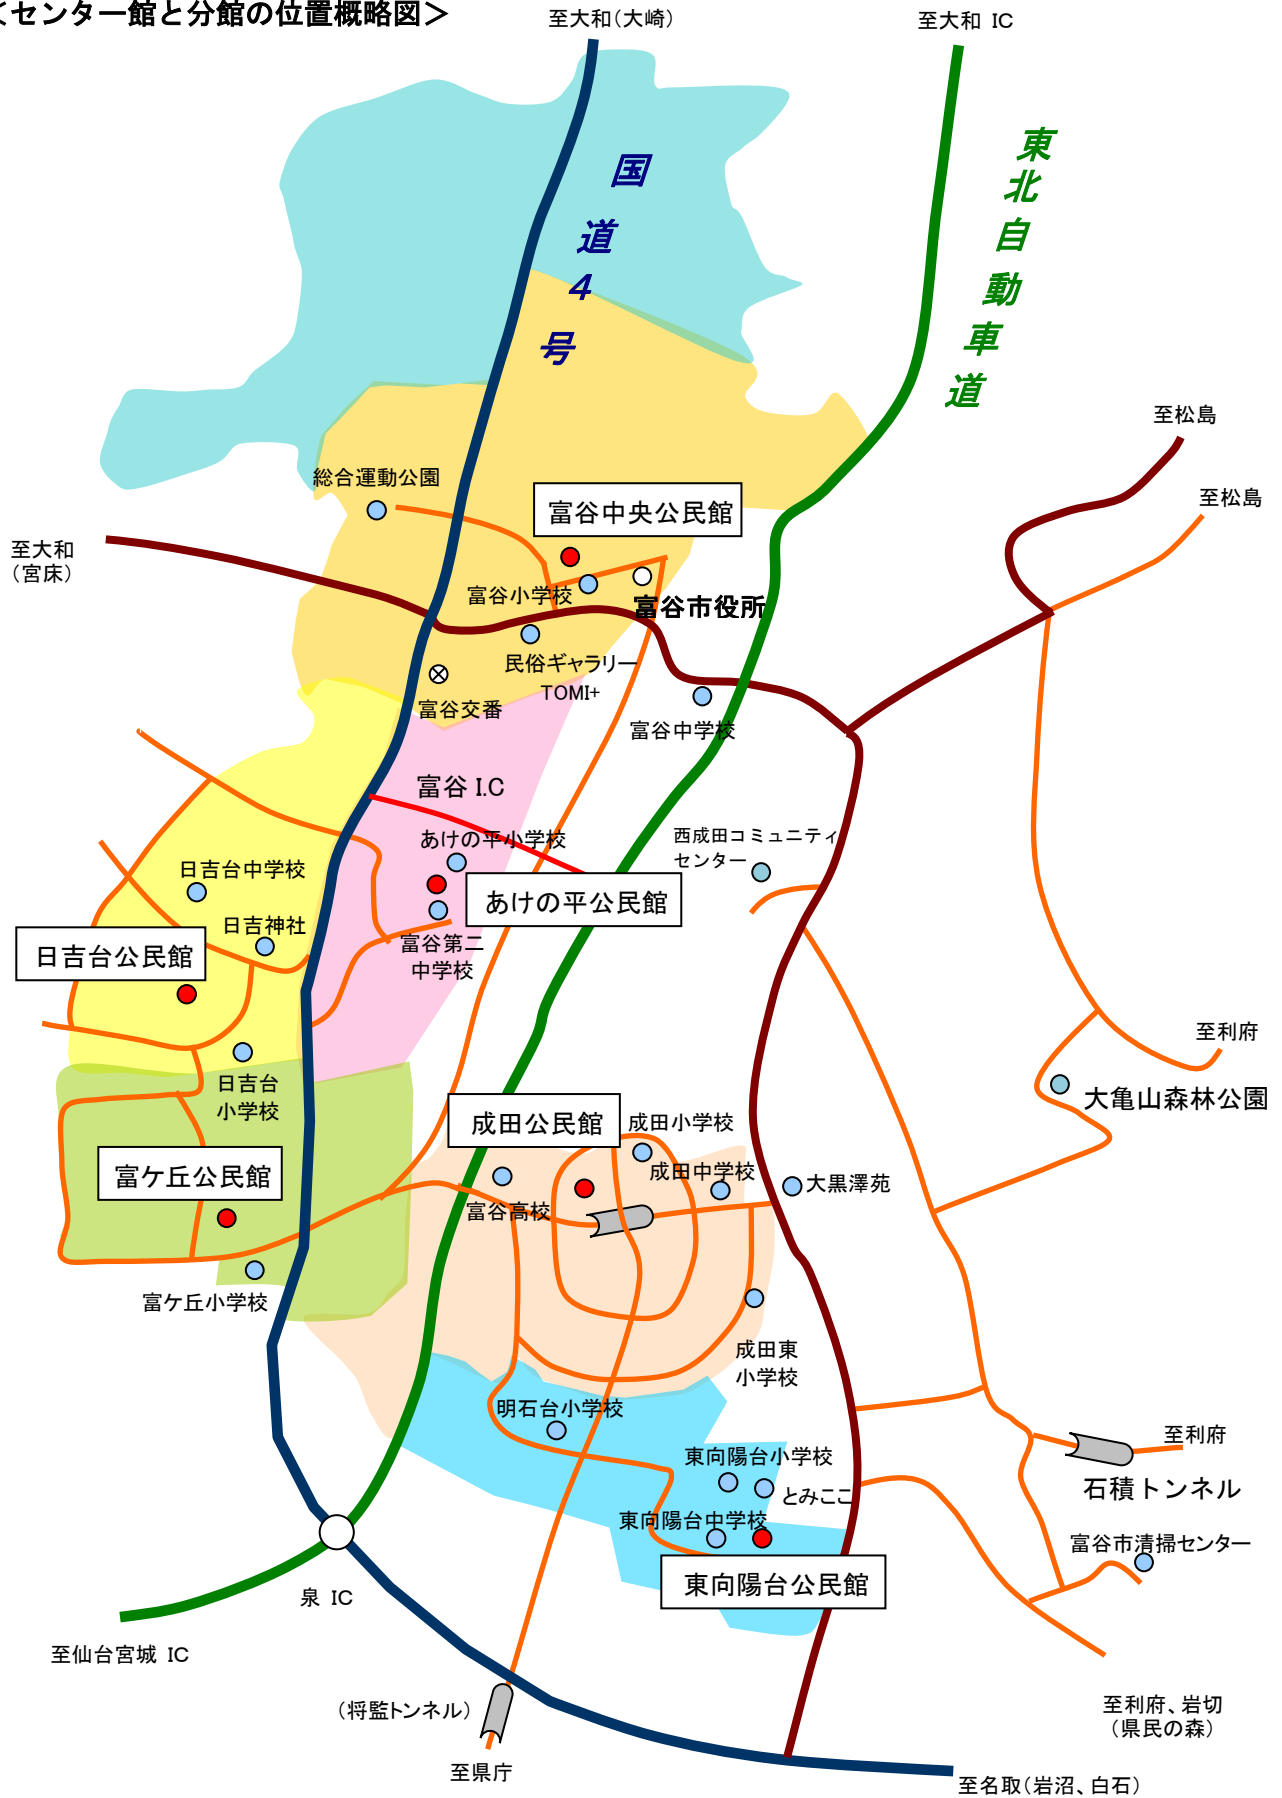 ＜センター館と分館の位置概略図＞
至大和（大崎）
至大和 IC
国
道
４
号
東
北
自
動
車
道
至松島
至松島
総合運動公園
富谷中央公民館
至大和
（宮床）
富谷小学校
富谷市役所
民俗ギャラリー
TOMI+
富谷交番
富谷中学校
富谷 I.C
あけの平小学校
西成田コミュニティ
センター
日吉台中学校
あけの平公民館
日吉神社
富谷第二
中学校
日吉台公民館
至利府
日吉台
小学校
大亀山森林公園
成田公民館
成田小学校
富ケ丘公民館
成田中学校
大黒澤苑
富谷高校
富ケ丘小学校
成田東
小学校
明石台小学校
至利府
東向陽台小学校
石積トンネル
とみここ
東向陽台中学校
富谷市清掃センター
東向陽台公民館
泉 IC
至仙台宮城 IC
（将監トンネル）
至利府、岩切
（県民の森）
至県庁
至名取（岩沼、白石）